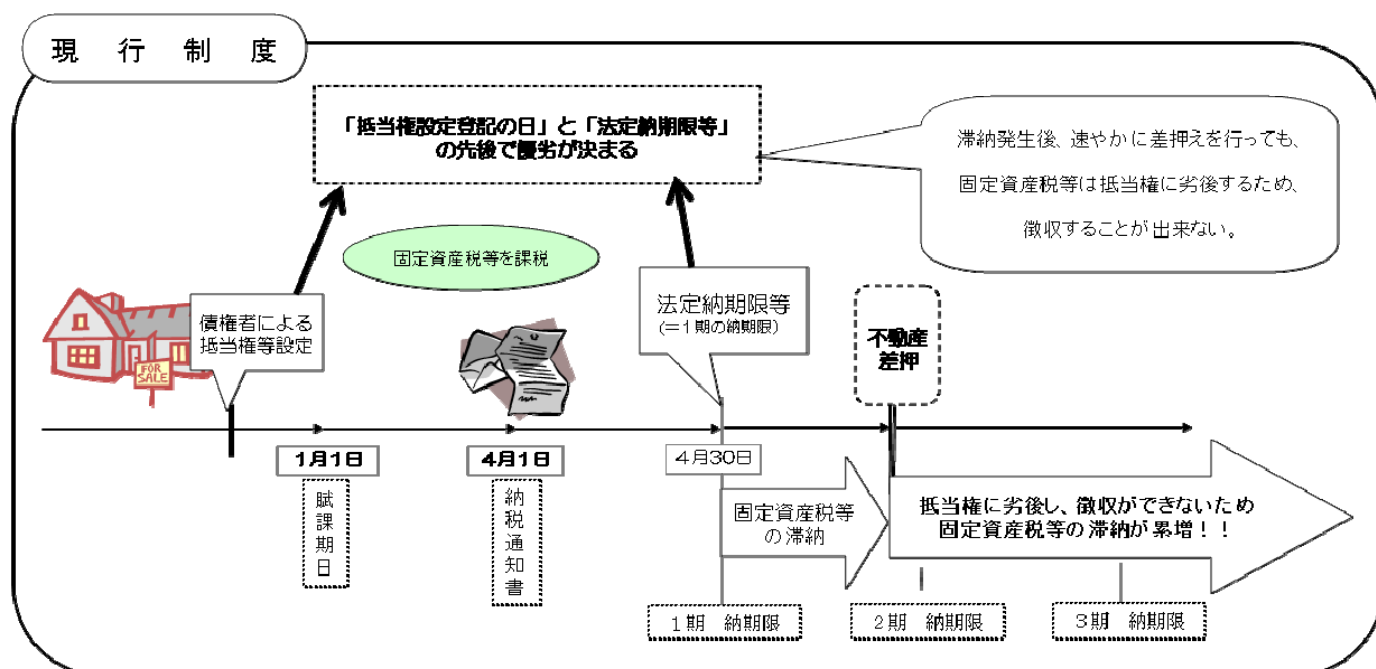 現行制度
「抵当権設定登記の日」と「法定納期限等」
の先後で優劣が決まる
滞納発生後、速やかに差押えを行っても、
固定資産税等は抵当権に劣後するため、
徴収することが出来ない。
固定資産税等を課税
債権者による
抵当権等設定
法定納期限等
(=1期の納期限)
不動産
差押
FOR
SALE
1月1日
4月1日
4月30日
賦課期日
納税通知書
固定資産税等
の滞納
抵当権に劣後し、徴収ができないため
固定資産税等の滞納が累増!!
1期 納期限
2期 納期限
3期 納期限